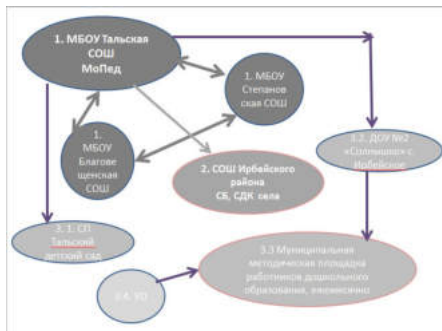 1. МБОУ Тальская
СОШ
МоПед
1. МБОУ
Степанов
ская СОШ
1.
МБОУ
Благове
щенская
СОШ
2. СОШ Ирбейского
района
СБ, СДК села
3.2. ДОУ №2
«Солнышко» с.
Ирбейское
3. 1. СП
Тальский
детский сад
3.3 Муниципальная
методическая площадка
работников дошкольного
образования, ежемесячно
3.4. УО